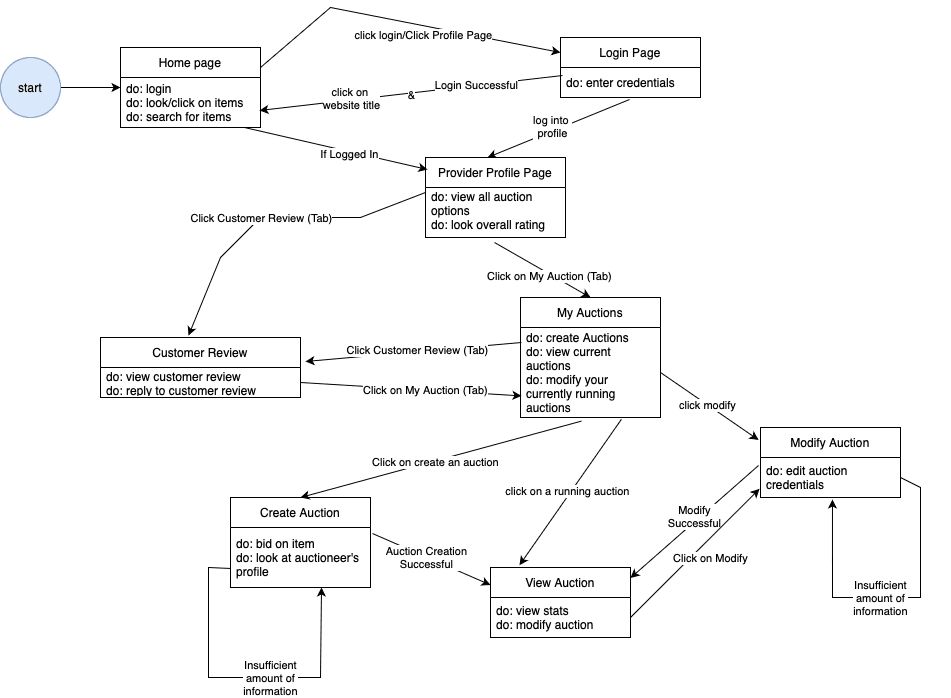 start
Home page
do: login
do: look/click on items
do: search for items
click login/Click Profile Page
Login Page
do: enter credentials
Login Successful
&
click on
website title
log into
profile
If Logged In
Provider Profile Page
do: view all auction
options
do: look overall rating
Click Customer Review (Tab)
Click on My Auction (Tab)
My Auctions
do: create Auctions
do: view current
auctions
do: modify your
currently running
auctions
Customer Review
do: view customer review
do: reply to customer review
Click Customer Review (Tab)
Click on My Auction (Tab)
click modify
Modify Auction
do: edit auction
credentials
Click on create an auction
click on a running auction
Create Auction
do: bid on item
do: look at auctioneer's
profile
Auction Creation
Successful
Modify
Successful
Click on Modify
View Auction
do: view stats
do: modify auction
Insufficient
amount of
information
Insufficient
amount of
information